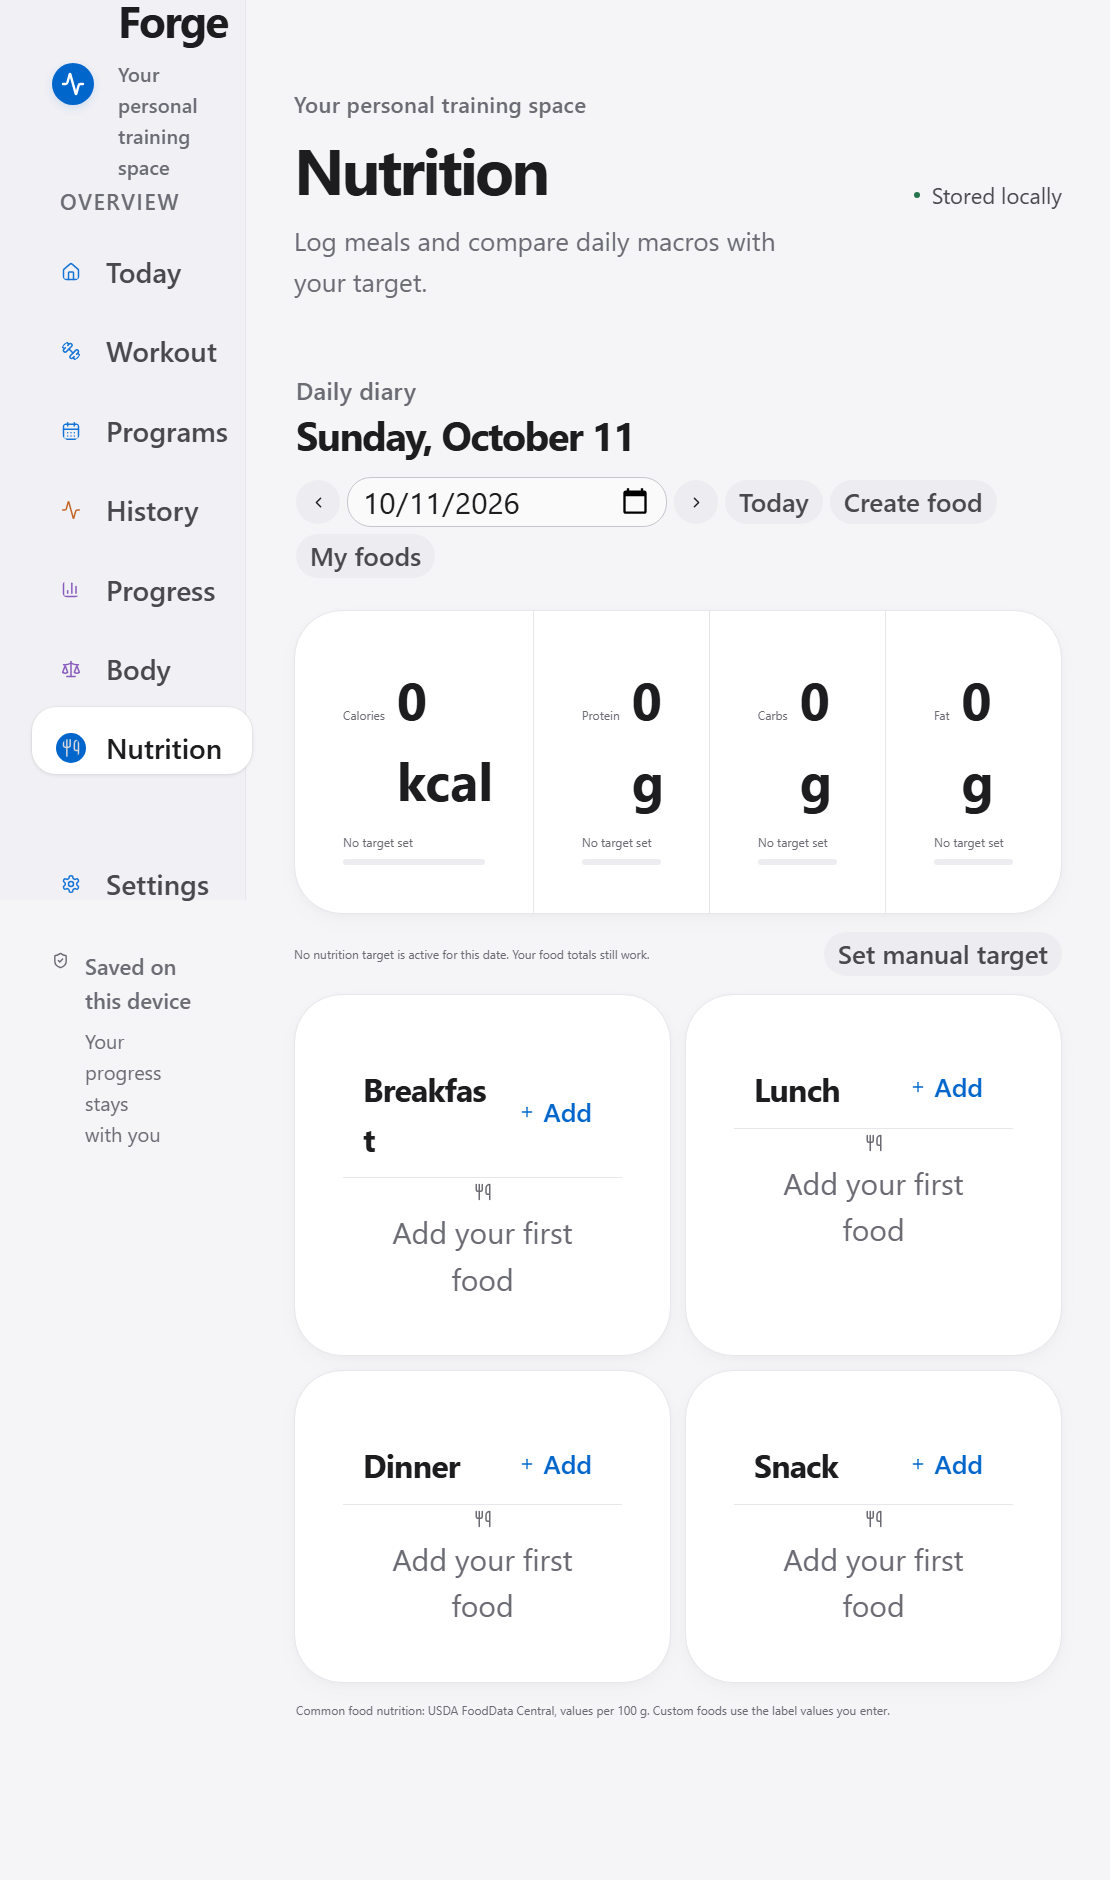 Forge
Your
personal
training
space
OVERVIEW
Today
Workout
Programs
History
Progress
Body
Nutrition
Settings
Saved on
this device
Your
progress
stays
with you
Your personal training space
Nutrition
Stored locally
Log meals and compare daily macros with
your target.
Daily diary
Sunday, October 11
10/11/2026
Today
Create food
My foods
Calories 0
kcal
No target set
Protein 0
g
No target set
Carbs 0
g
No target set
Fat 0
g
No target set
No nutrition target is active for this date. Your food totals still work.
Set manual target
Breakfas
t
+ Add
Add your first
food
Lunch
+ Add
Add your first
food
Dinner
+ Add
Add your first
food
Snack
+ Add
Add your first
food
Common food nutrition: USDA FoodData Central, values per 100 g. Custom foods use the label values you enter.